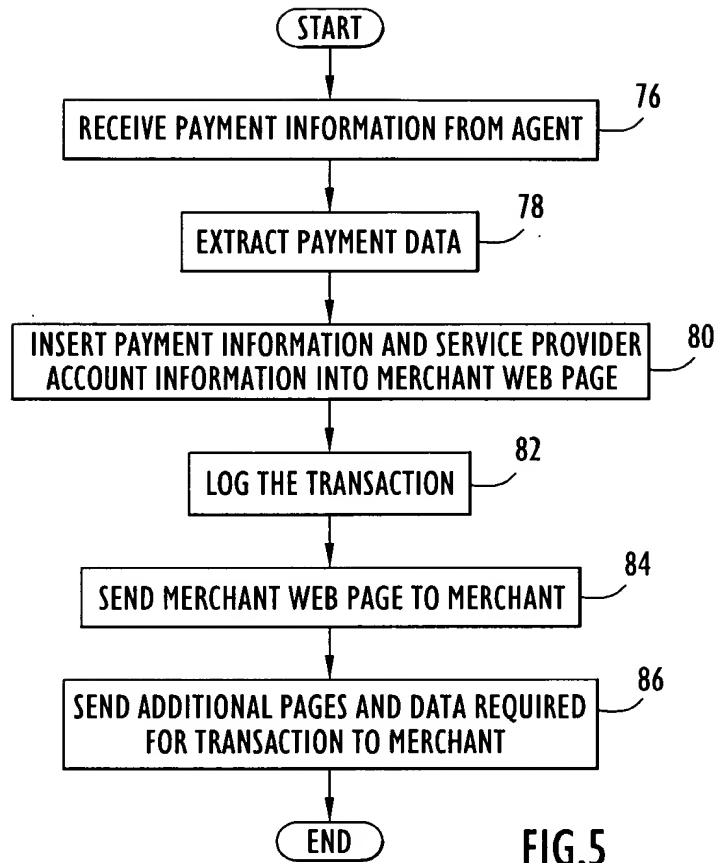 START
76
RECEIVE PAYMENT INFORMATION FROM AGENT
78
EXTRACT PAYMENT DATA
80
INSERT PAYMENT INFORMATION AND SERVICE PROVIDER
ACCOUNT INFORMATION INTO MERCHANT WEB PAGE
82
LOG THE TRANSACTION
84
SEND MERCHANT WEB PAGE TO MERCHANT
86
SEND ADDITIONAL PAGES AND DATA REQUIRED
FOR TRANSACTION TO MERCHANT
END
FIG.5